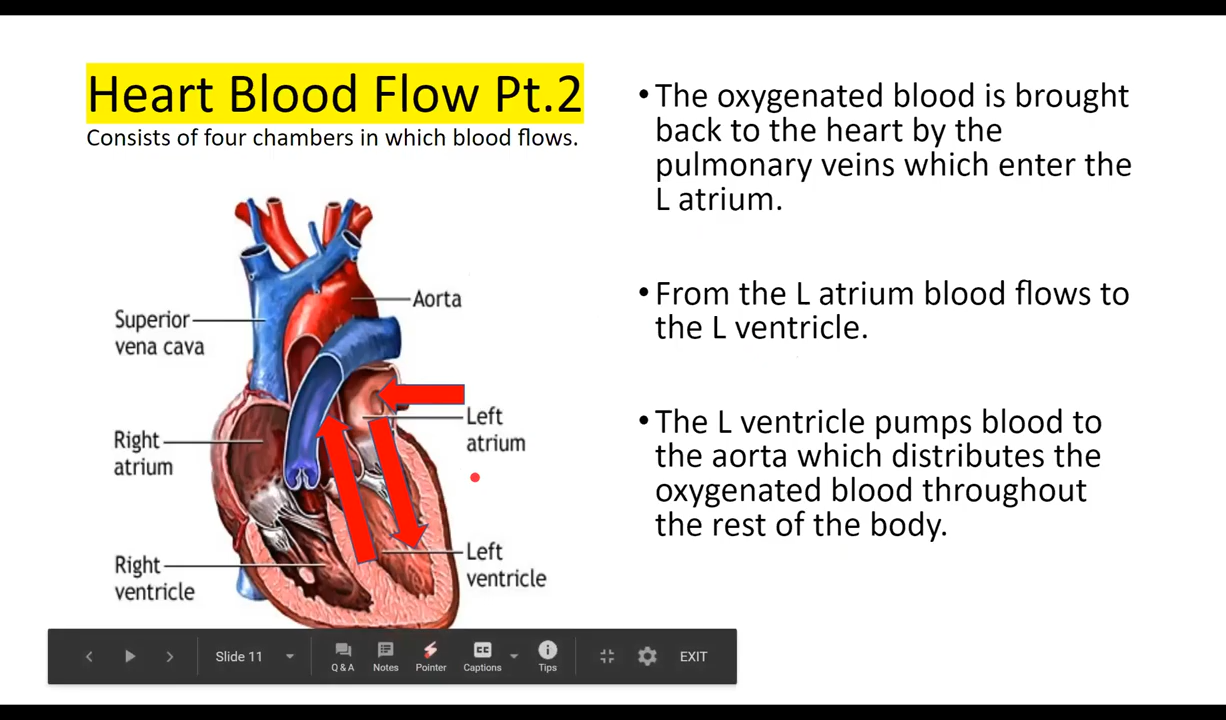 Heart Blood Flow Pt.2
Consists of four chambers in which blood flows.
Aorta
Superior
vena cava
Left
atrium
Right
atrium
Left
ventricle
Right
ventricle
• The oxygenated blood is brought
back to the heart by the
pulmonary veins which enter the
L atrium.
• From the L atrium blood flows to
the L ventricle.
• The L ventricle pumps blood to
the aorta which distributes the
oxygenated blood throughout
the rest of the body.
Slide 11
Q & A
Notes
Pointer
CC
Captions
Tips
EXIT